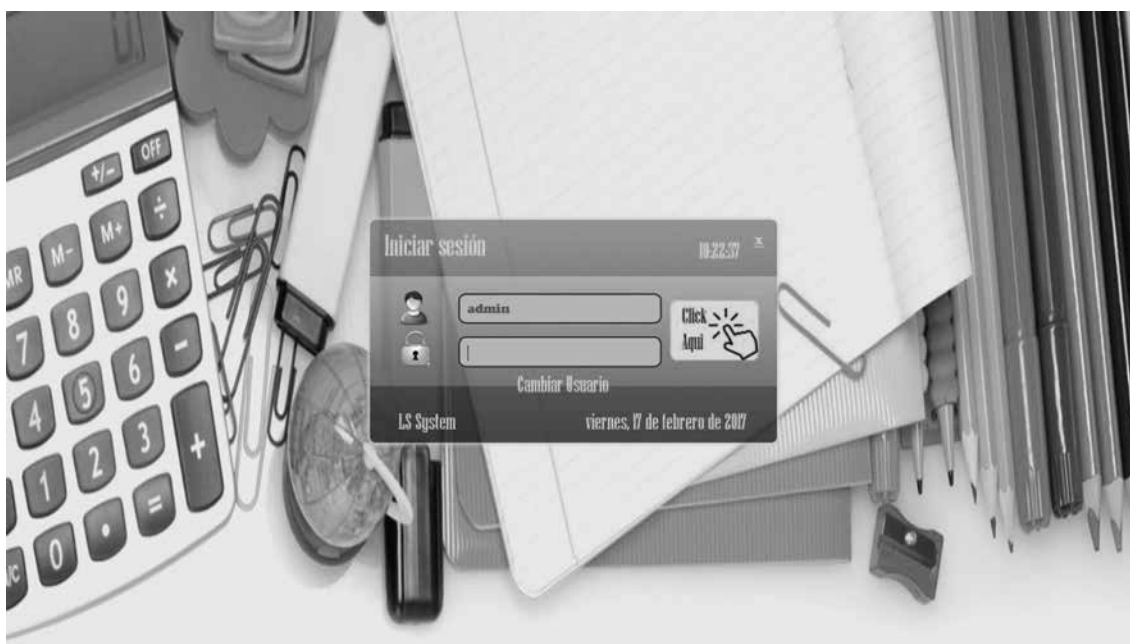 Iniciar sesión
10:22:37
x
admin
Click
Aqui
Cambiar Usuario
LS System
viernes, 17 de febrero de 2017
OFF
+/-
÷
M+
M-
MR
×
9
8
7
-
6
5
4
+
3
2
1
=
.
0